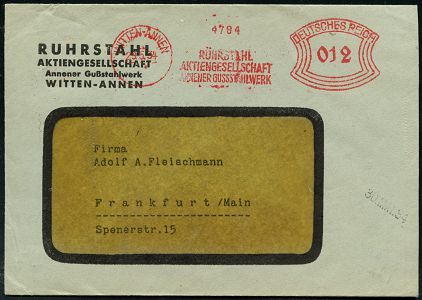 RUHRSTAHL
AKTIENGESELLSCHAFT
Annener Gußstahlwerk
WITTEN-ANNEN
WITTEN-ANNEN
4784
RUHRSTAHL
AKTIENGESELLSCHAFT
ANNENER GUSSSTAHLWERK
DEUTSCHES REICH
012
Firma
Adolf A.Fleischmann
Frankfurt/Main
Spenerstr.15